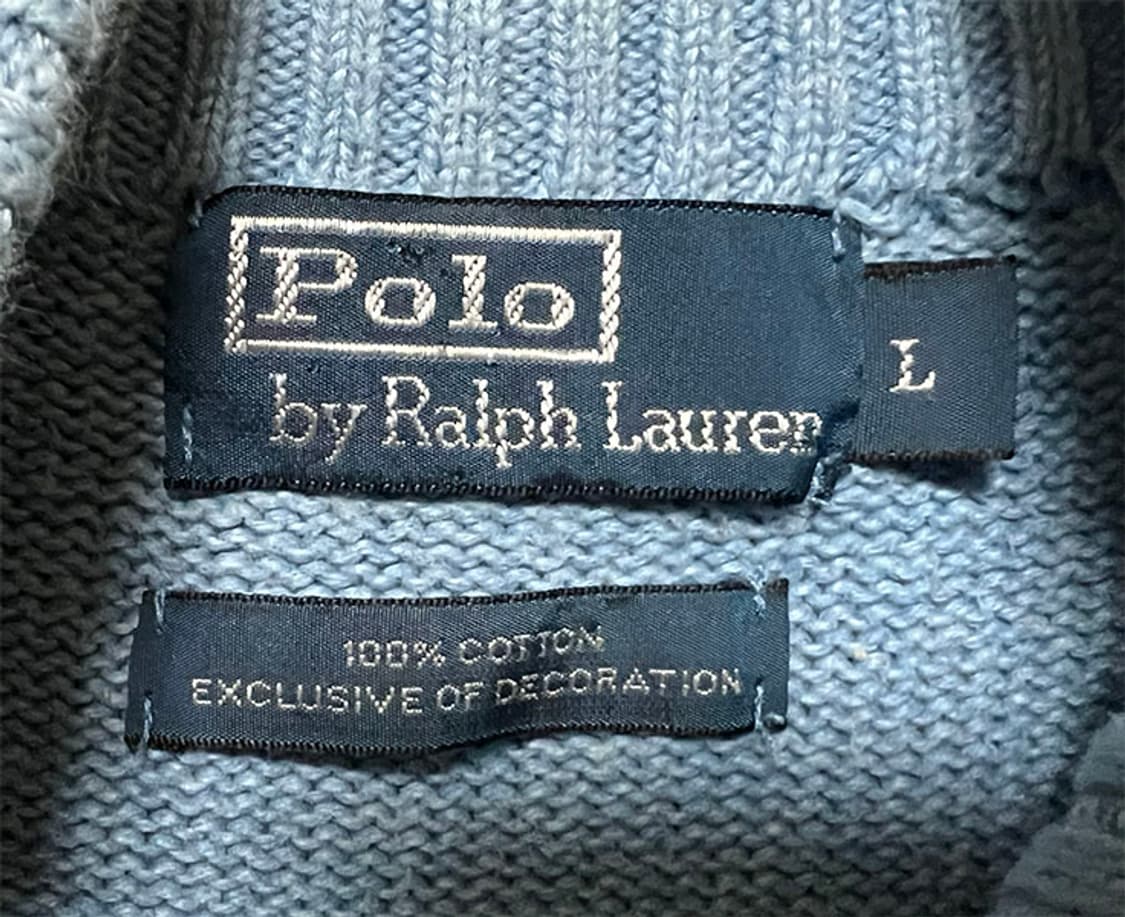 Polo
by Ralph Lauren
L
100% COTTON
EXCLUSIVE OF DECORATION